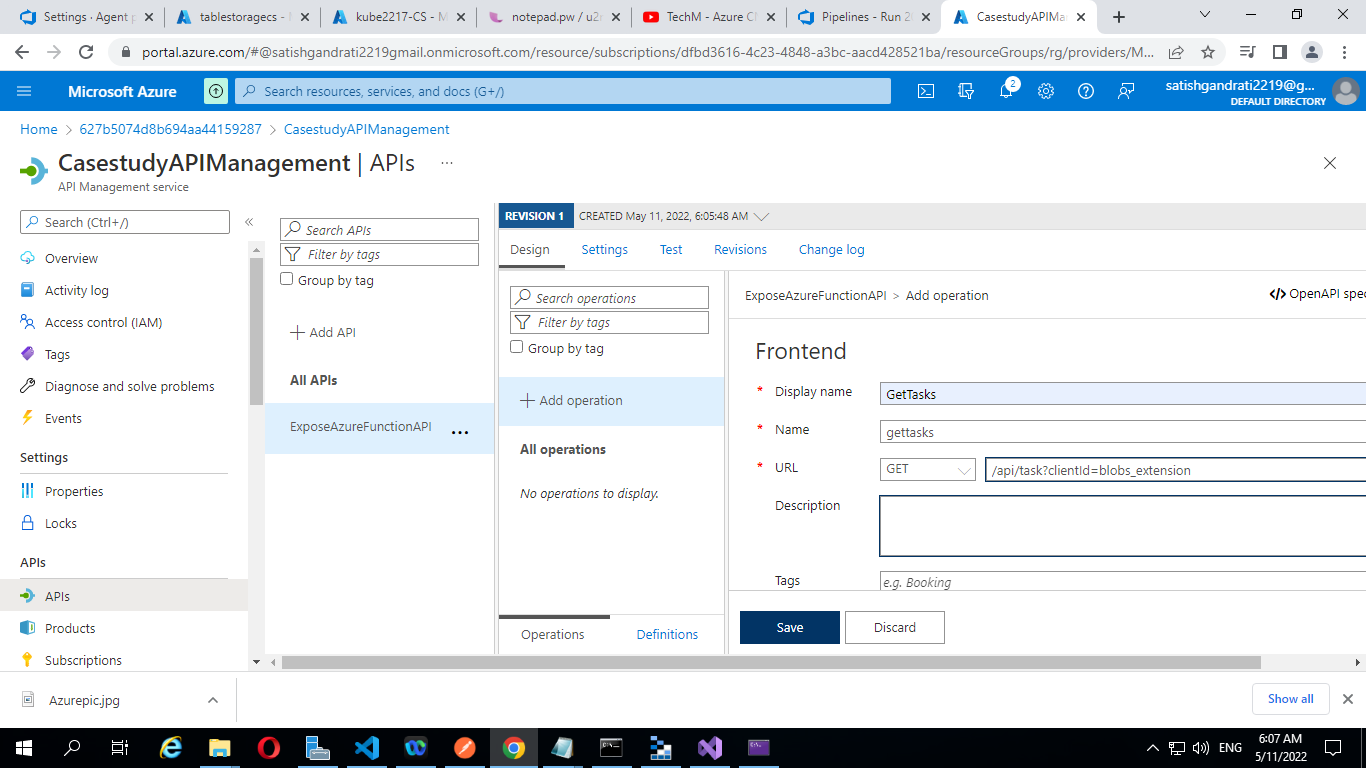 Settings - Agent p
tablestoragecs -
kube2217-CS - M
notepad.pw / u2
TechM - Azure Cl
Pipelines - Run 2
CasestudyAPIMa
portal.azure.com/#@satishgandrati2219gmail.onmicrosoft.com/resource/subscriptions/dfbd3616-4c23-4848-a3bc-aacd428521ba/resourceGroups/rg/providers/M...
Microsoft Azure
Search resources, services, and docs (G+/)
2
satishgandrati2219@g...
DEFAULT DIRECTORY
Home > 627b5074d8b694aa44159287 > CasestudyAPIManagement
CasestudyAPIManagement | APIs ...
API Management service
Search (Ctrl+/)
«
Overview
Activity log
Access control (IAM)
Tags
Diagnose and solve problems
Events
Settings
Properties
Locks
APIs
APIs
Products
Subscriptions
Search APIs
Filter by tags
Group by tag
+ Add API
All APIs
ExposeAzureFunctionAPI ...
REVISION 1 CREATED May 11, 2022, 6:05:48 AM
Design Settings Test Revisions Change log
Search operations
Filter by tags
Group by tag
+ Add operation
All operations
No operations to display.
Operations Definitions
ExposeAzureFunctionAPI > Add operation
</> OpenAPI spec
Frontend
* Display name GetTasks
* Name gettasks
* URL GET /api/task?clientId=blobs_extension
Description
Tags e.g. Booking
Save Discard
Azurepic.jpg
Show all
ENG
6:07 AM
5/11/2022